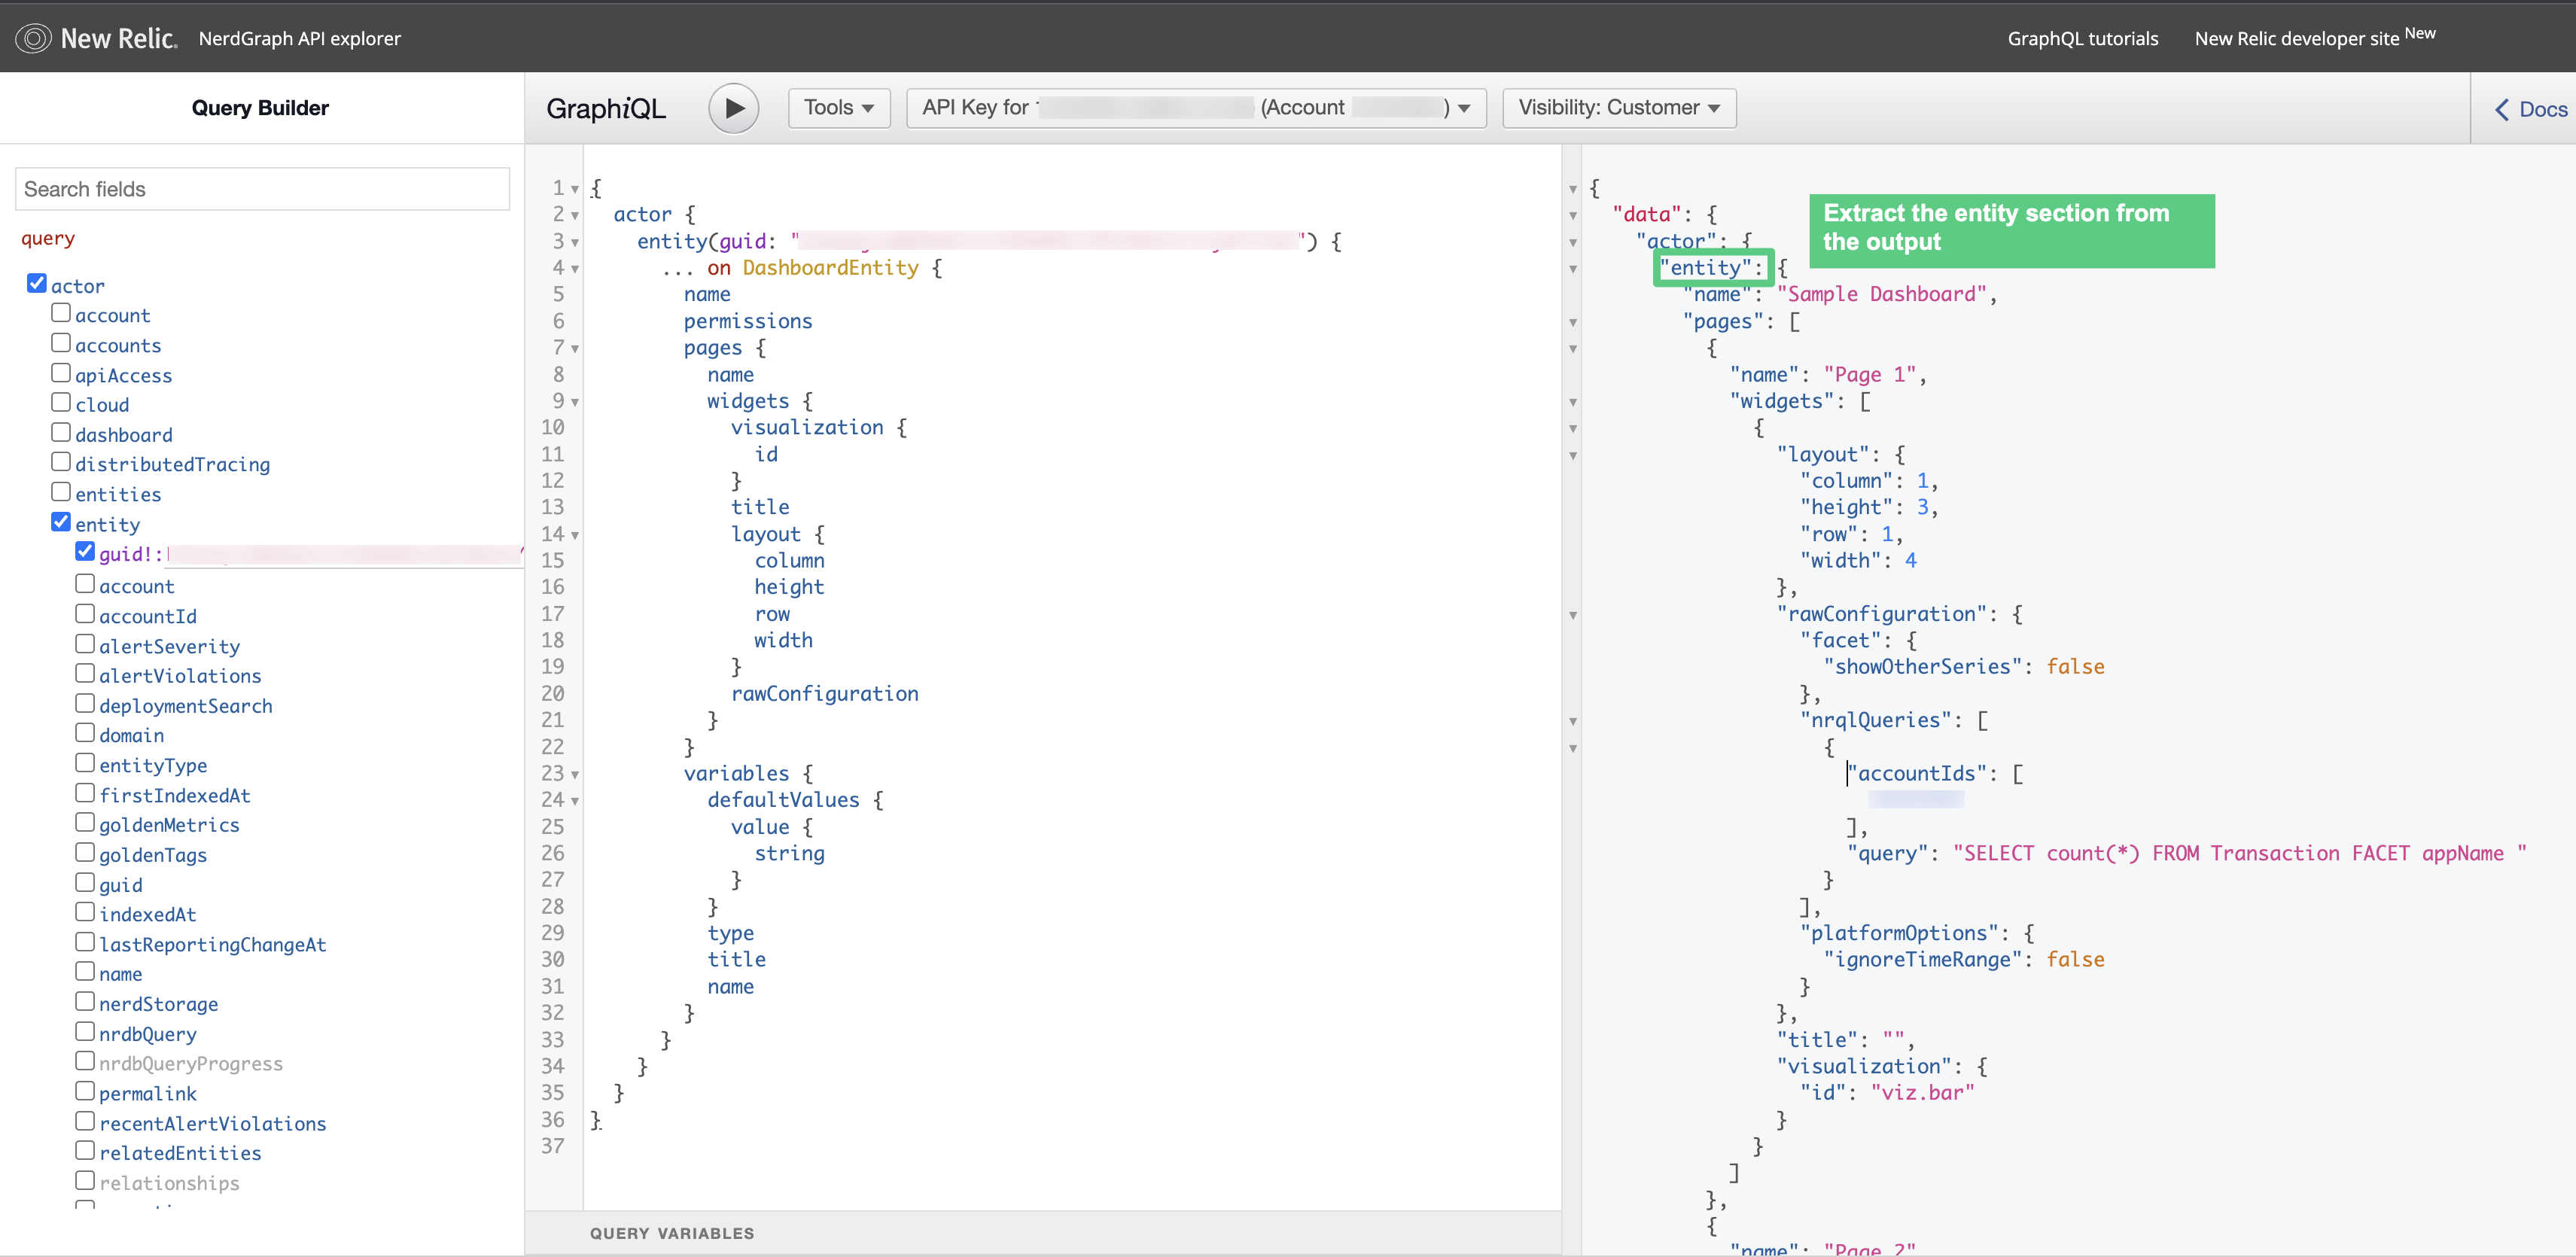 New Relic. NerdGraph API explorer GraphQL tutorials New Relic developer site New
Query Builder
GraphiQL Tools API Key for (Account ) Visibility: Customer Docs
Search fields
query
actor
account
accounts
apiAccess
cloud
dashboard
distributedTracing
entities
entity
guid!:
account
accountId
alertSeverity
alertViolations
deploymentSearch
domain
entityType
firstIndexedAt
goldenMetrics
goldenTags
guid
indexedAt
lastReportingChangeAt
name
nerdStorage
nrdbQuery
nrdbQueryProgress
permalink
recentAlertViolations
relatedEntities
relationships
1 {
2 actor {
3 entity(guid: "") {
4 ... on DashboardEntity {
5 name
6 permissions
7 pages {
8 name
9 widgets {
10 visualization {
11 id
12 }
13 title
14 layout {
15 column
16 height
17 row
18 width
19 }
20 rawConfiguration
21 }
22 }
23 variables {
24 defaultValues {
25 value {
26 string
27 }
28 }
29 type
30 title
31 name
32 }
33 }
34 }
35 }
36 }
37
QUERY VARIABLES
{
"data": {
"actor": {
"entity": {
"name": "Sample Dashboard",
"pages": [
{
"name": "Page 1",
"widgets": [
{
"layout": {
"column": 1,
"height": 3,
"row": 1,
"width": 4
},
"rawConfiguration": {
"facet": {
"showOtherSeries": false
},
"nrqlQueries": [
{
"accountIds": [
],
"query": "SELECT count(*) FROM Transaction FACET appName "
}
],
"platformOptions": {
"ignoreTimeRange": false
}
},
"title": "",
"visualization": {
"id": "viz.bar"
}
}
]
},
{
"name": "Page 2"
Extract the entity section from
the output